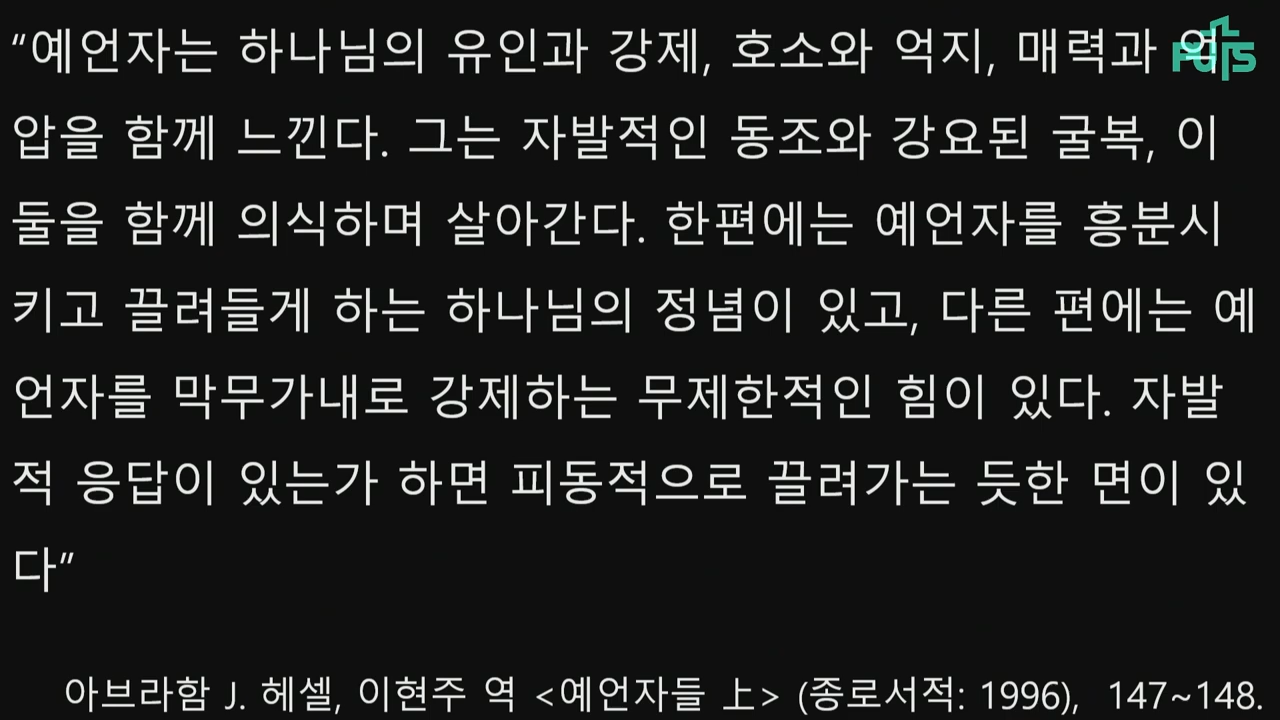 “예언자는 하나님의 유인과 강제, 호소와 억지, 매력과 억
압을 함께 느낀다. 그는 자발적인 동조와 강요된 굴복, 이
둘을 함께 의식하며 살아간다. 한편에는 예언자를 흥분시
키고 끌려들게 하는 하나님의 정념이 있고, 다른 편에는 예
언자를 막무가내로 강제하는 무제한적인 힘이 있다. 자발
적 응답이 있는가 하면 피동적으로 끌려가는 듯한 면이 있
다”
아브라함 J. 헤셸, 이현주 역 <예언자들 上> (종로서적: 1996), 147~148.